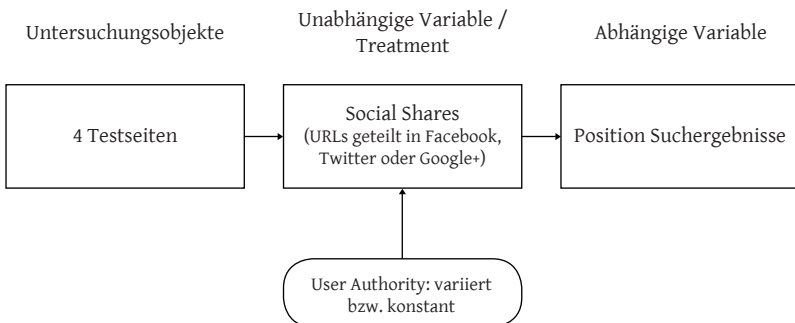 Untersuchungsobjekte
Unabhängige Variable /
Treatment
Abhängige Variable
4 Testseiten
Social Shares
(URLs geteilt in Facebook,
Twitter oder Google+)
Position Suchergebnisse
User Authority: variiert
bzw. konstant